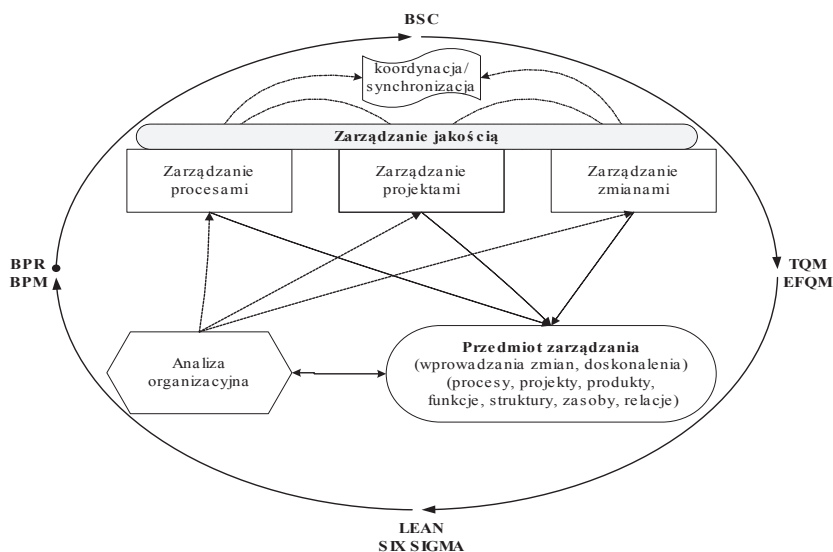 BSC
koordynacja/
synchronizacja
Zarządzanie jakością
Zarządzanie
procesami
Zarządzanie
projektami
Zarządzanie
zmianami
BPR
BPM
TQM
EFQM
Analiza
organizacyjna
Przedmiot zarządzania
(wprowadzania zmian, doskonalenia)
(procesy, projekty, produkty,
funkcje, struktury, zasoby, relacje)
LEAN
SIX SIGMA